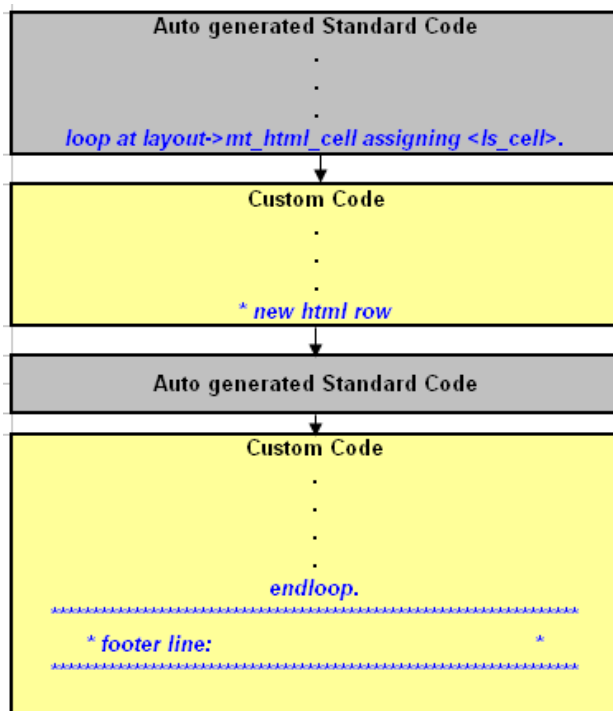 Auto generated Standard Code
.
.
.
loop at layout->mt_html_cell assigning <ls_cell>.
Custom Code
.
.
.
* new html row
Auto generated Standard Code
Custom Code
.
.
.
.
endloop.
**********************************************************************
* footer line: *
**********************************************************************